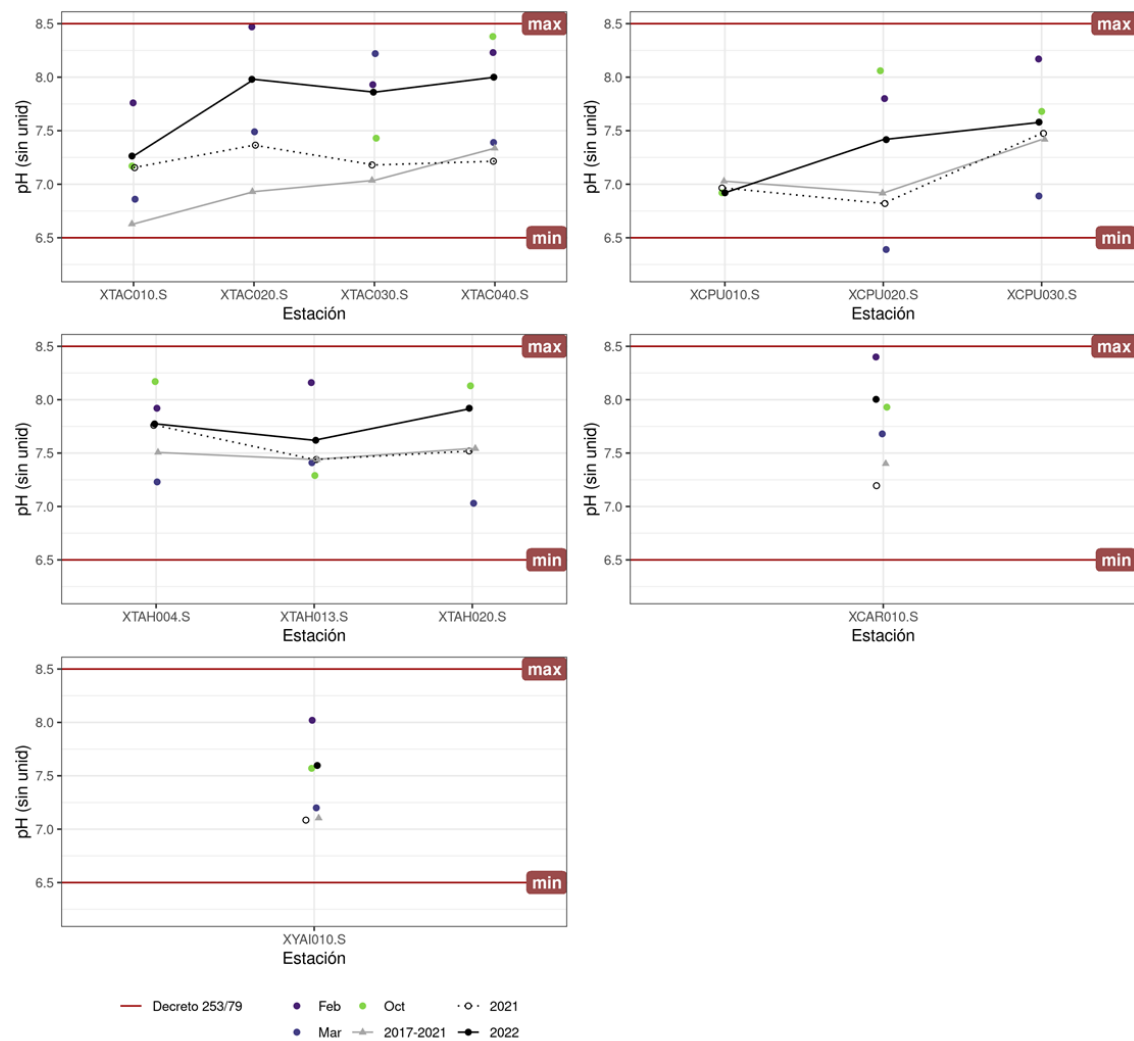 8.5
max
8.0
7.5
7.0
6.5
min
pH (sin unid)
XTAC010.S XTAC020.S XTAC030.S XTAC040.S
Estación
8.5
max
8.0
7.5
7.0
6.5
min
pH (sin unid)
XCPU010.S XCPU020.S XCPU030.S
Estación
8.5
max
8.0
7.5
7.0
6.5
min
pH (sin unid)
XTAH004.S XTAH013.S XTAH020.S
Estación
8.5
max
8.0
7.5
7.0
6.5
min
pH (sin unid)
XCAR010.S
Estación
8.5
max
8.0
7.5
7.0
6.5
min
pH (sin unid)
XYAI010.S
Estación
Decreto 253/79 Feb Oct 2021
Mar 2017-2021 2022